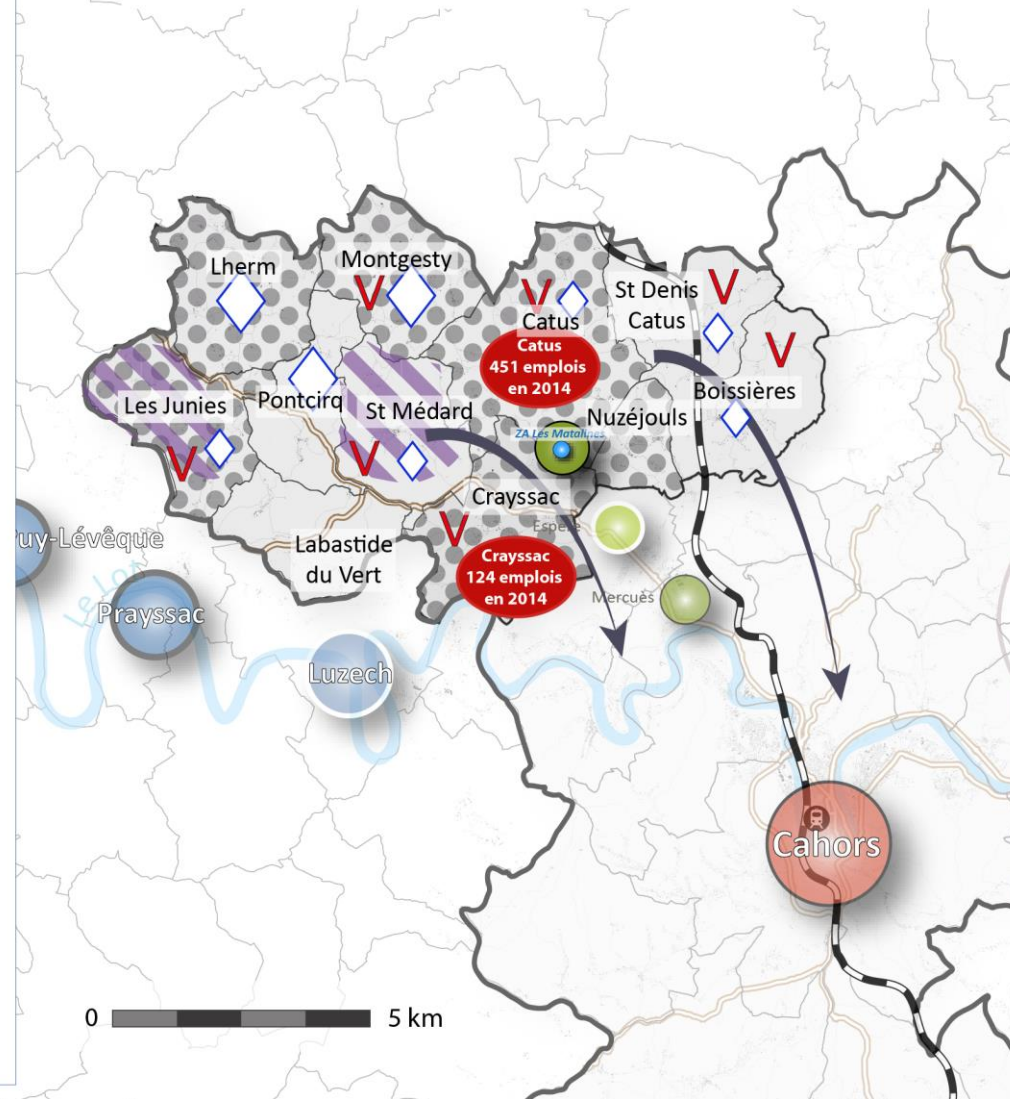 Lherm
Montgesty
V
V
Catus
St Denis
Catus
V
V
Catus
451 emplois
en 2014
Les Junies
Pontcirq
St Médard
Boissières
Nuzéjouls
ZA Les Matalines
V
V
Crayssac
V
Espère
uy-Lévêque
Labastide
du Vert
Crayssac
124 emplois
en 2014
Mercuès
Le Lot
Prayssac
Luzech
Cahors
0 5 km